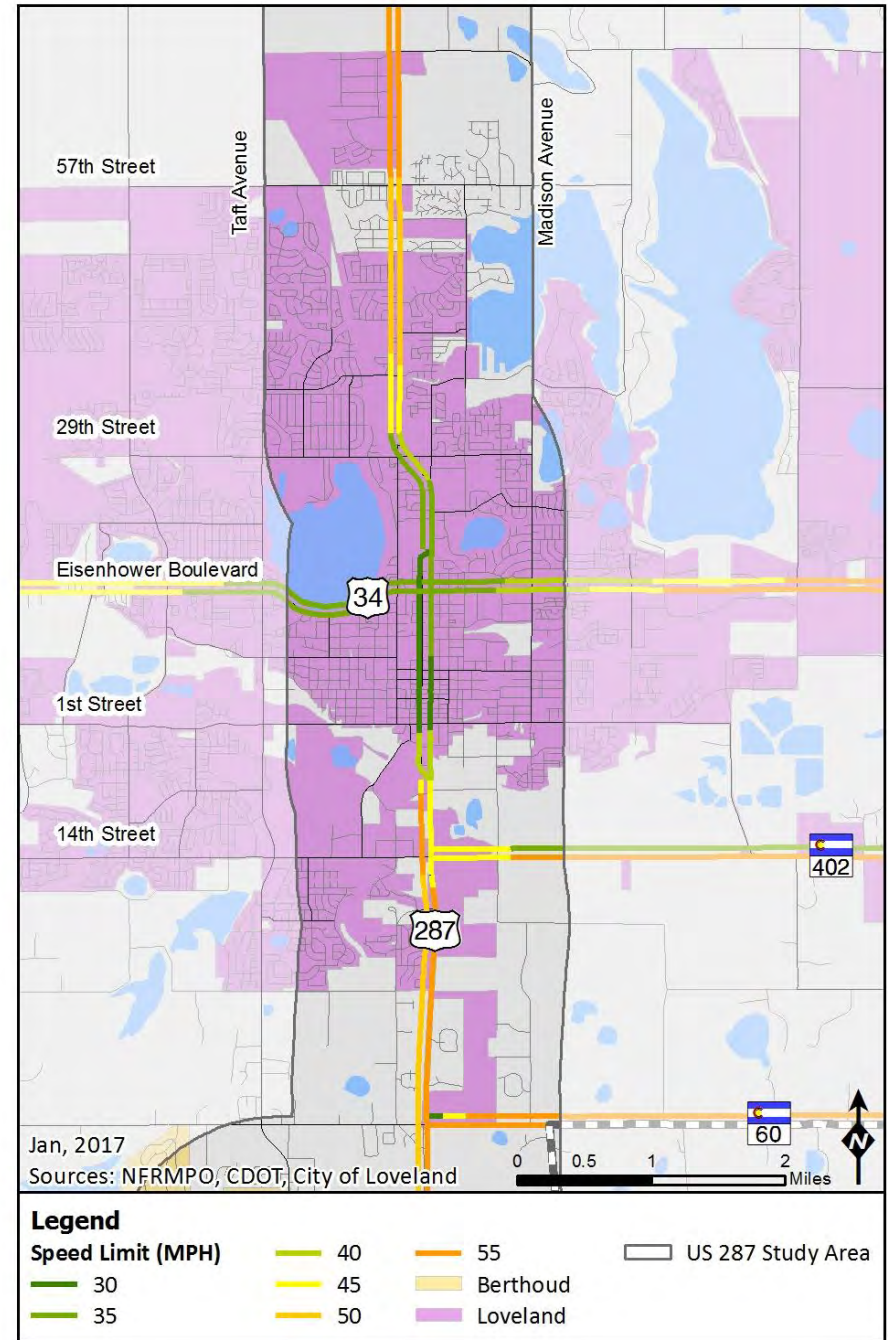 57th Street
Taft Avenue
Madison Avenue
29th Street
Eisenhower Boulevard
34
1st Street
14th Street
C
402
287
C
60
N
Jan, 2017
Sources: NFRMPO, CDOT, City of Loveland
0 0.5 1 2
Miles
Legend
Speed Limit (MPH)
30
35
40
45
50
55
Berthoud
Loveland
US 287 Study Area